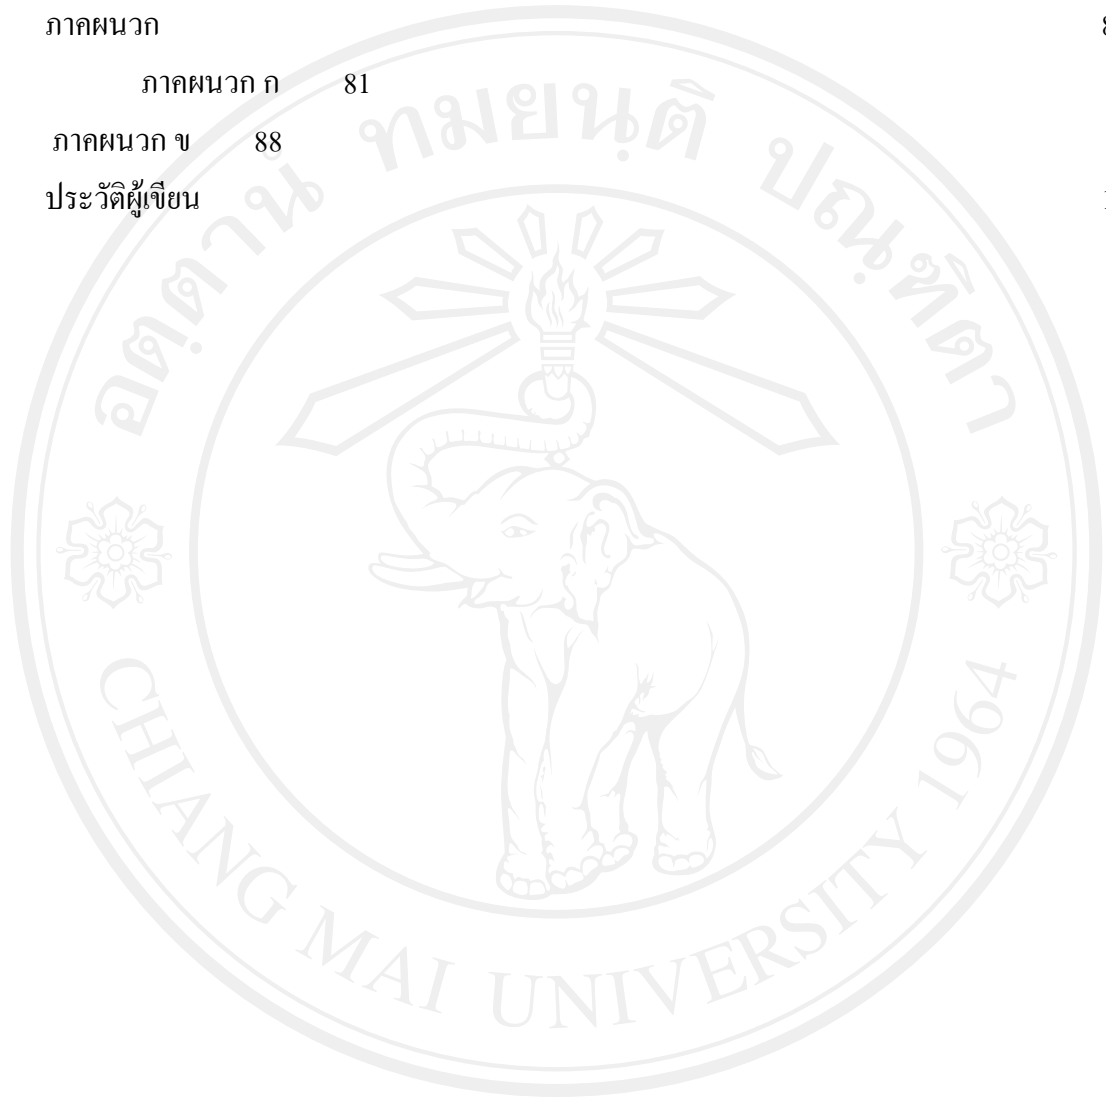 ภาคผนวก 8
ภาคผนวก ก 81
ภาคผนวก ข 88
ประวัติผู้เขียน 1
อตฺตานํ ทมยนฺติ ปณฺฑิตา
CHIANG MAI UNIVERSITY 1964